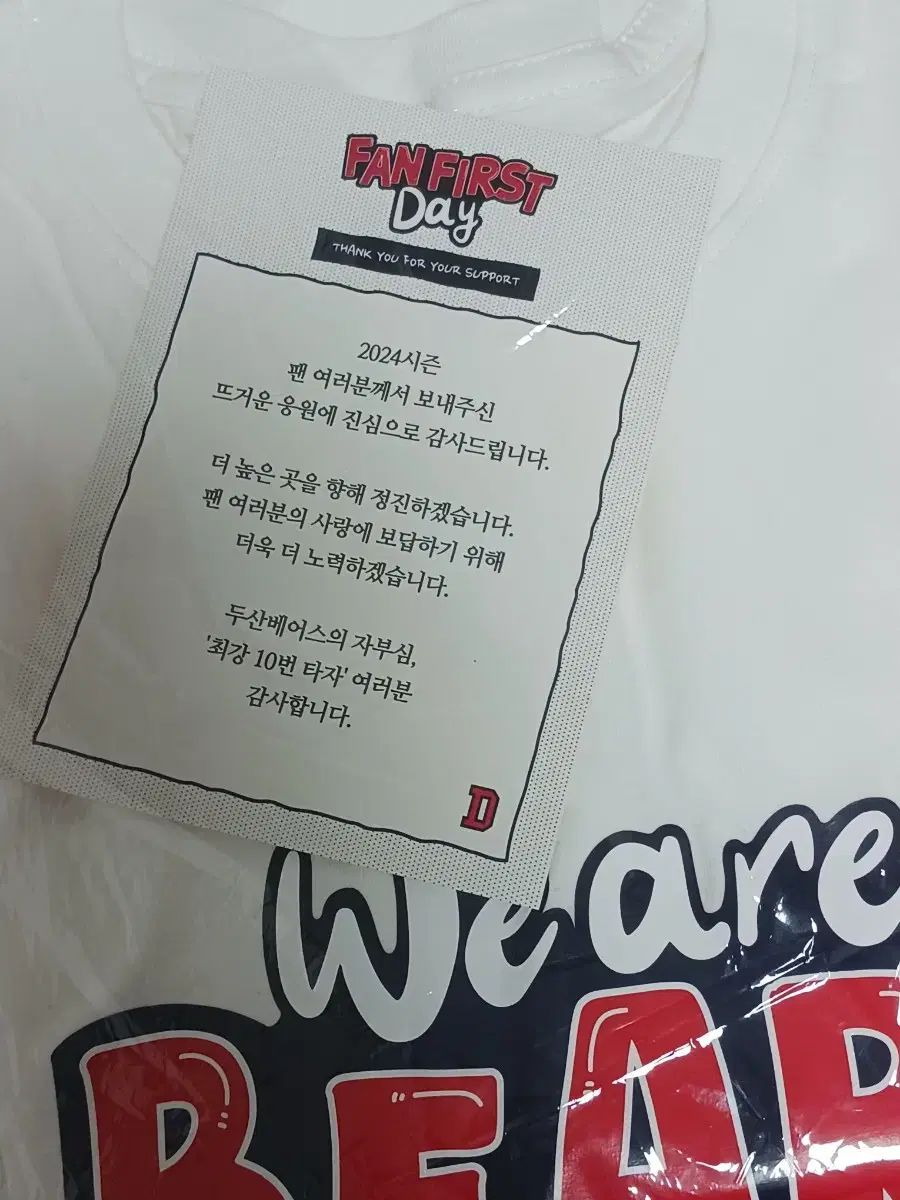 FAN FIRST
Day
THANK YOU FOR YOUR SUPPORT
2024시즌
팬 여러분께서 보내주신
뜨거운 응원에 진심으로 감사드립니다.
더 높은 곳을 향해 정진하겠습니다.
팬 여러분의 사랑에 보답하기 위해
더욱 더 노력하겠습니다.
두산베어스의 자부심,
'최강 10번 타자' 여러분
감사합니다.
D
We are
BEAR